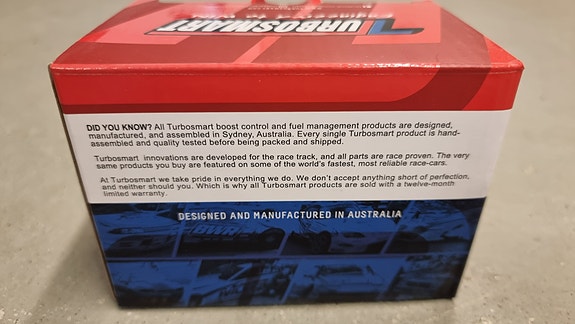 TURBOSMART
Engineered to Win
DID YOU KNOW? All Turbosmart boost control and fuel management products are designed,
manufactured, and assembled in Sydney, Australia. Every single Turbosmart product is hand-
assembled and quality tested before being packed and shipped.
Turbosmart innovations are developed for the race track, and all parts are race proven. The very
same products you buy are featured on some of the world's fastest, most reliable race-cars.
At Turbosmart we take pride in everything we do. We don't accept anything short of perfection,
and neither should you. Which is why all Turbosmart products are sold with a twelve-month
limited warranty.
DESIGNED AND MANUFACTURED IN AUSTRALIA